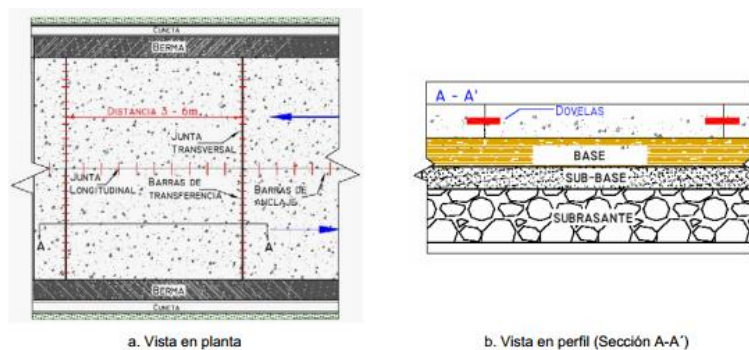 CUNETA
BERMA
DISTANCIA 3 - 6m.
JUNTA
TRANSVERSAL
JUNTA
LONGITUDINAL
BARRAS DE
TRANSFERENCIA
BARRAS DE
ANCLAJE
A
A
BERMA
CUNETA
a. Vista en planta
A - A'
DOVELAS
BASE
SUB-BASE
SUBRASANTE
b. Vista en perfil (Sección A-A´)